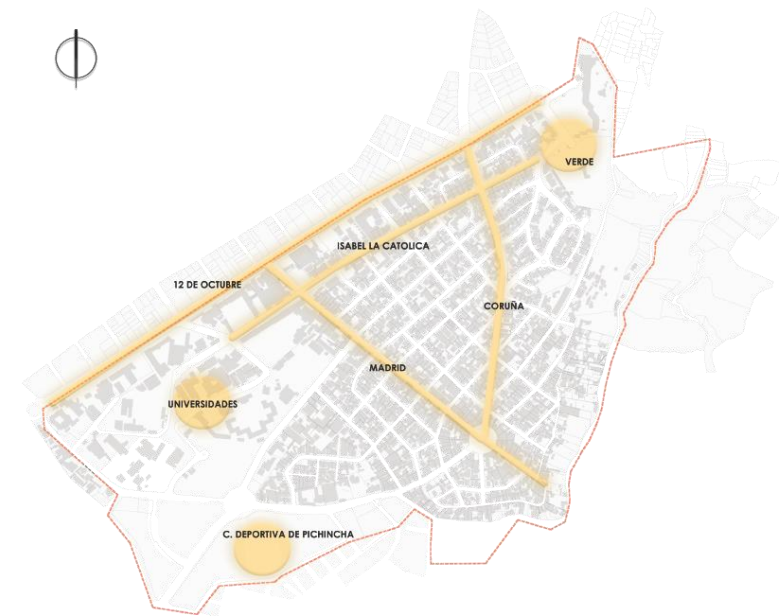 VERDE
ISABEL LA CATOLICA
12 DE OCTUBRE
CORUÑA
MADRID
UNIVERSIDADES
C. DEPORTIVA DE PICHINCHA